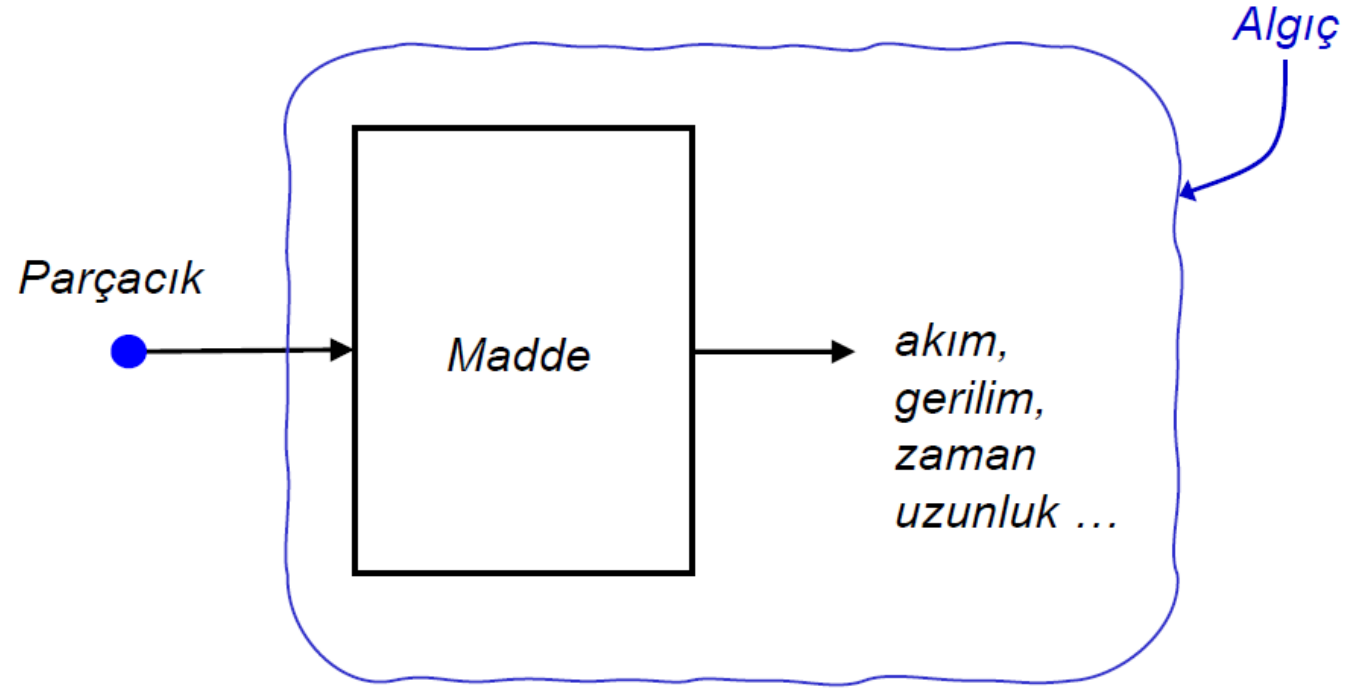 Algıç
Parçacık
Madde
akım,
gerilim,
zaman
uzunluk …